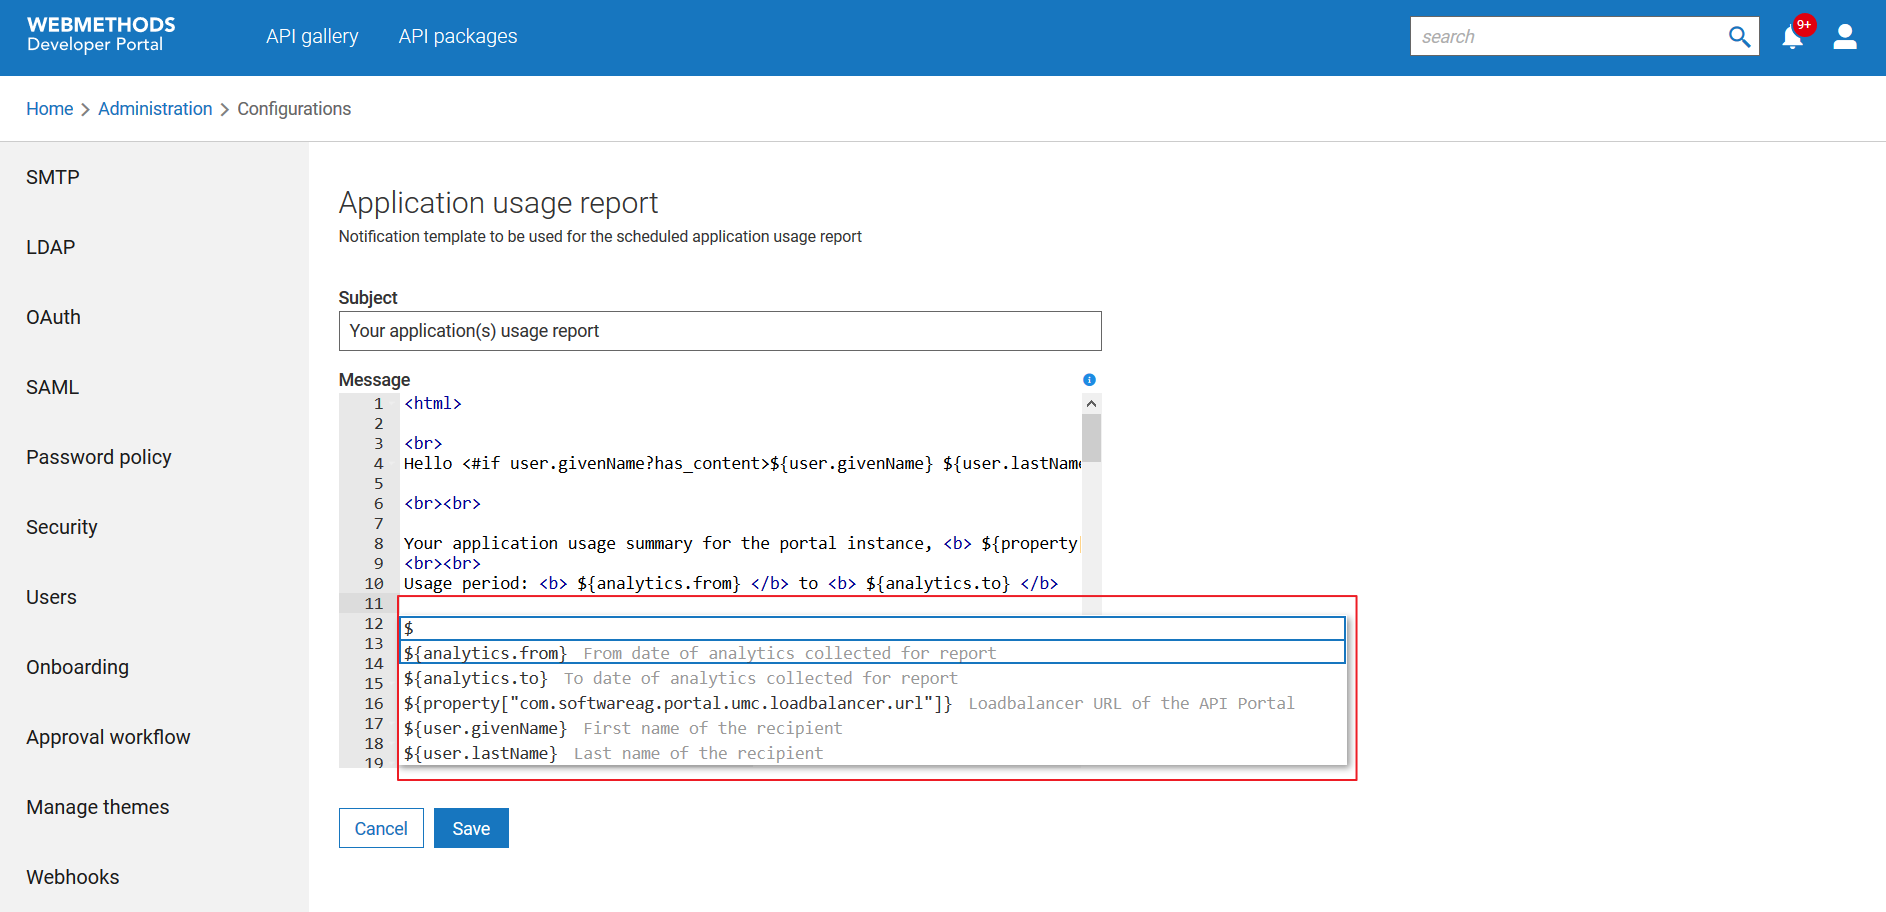 WEBMETHODS
Developer Portal
API gallery
API packages
search
9+
Home > Administration > Configurations
SMTP
LDAP
OAuth
SAML
Password policy
Security
Users
Onboarding
Approval workflow
Manage themes
Webhooks
Application usage report
Notification template to be used for the scheduled application usage report
Subject
Your application(s) usage report
Message
1 <html>
2
3 <br>
4 Hello <#if user.givenName?has_content>${user.givenName} ${user.lastName
5
6 <br><br>
7
8 Your application usage summary for the portal instance, <b> ${property[
9 <br><br>
10 Usage period: <b> ${analytics.from} </b> to <b> ${analytics.to} </b>
11
12
13
14
15
16
17
18
19
$
${analytics.from} From date of analytics collected for report
${analytics.to} To date of analytics collected for report
${property["com.softwareag.portal.umc.loadbalancer.url"]} Loadbalancer URL of the API Portal
${user.givenName} First name of the recipient
${user.lastName} Last name of the recipient
Cancel
Save